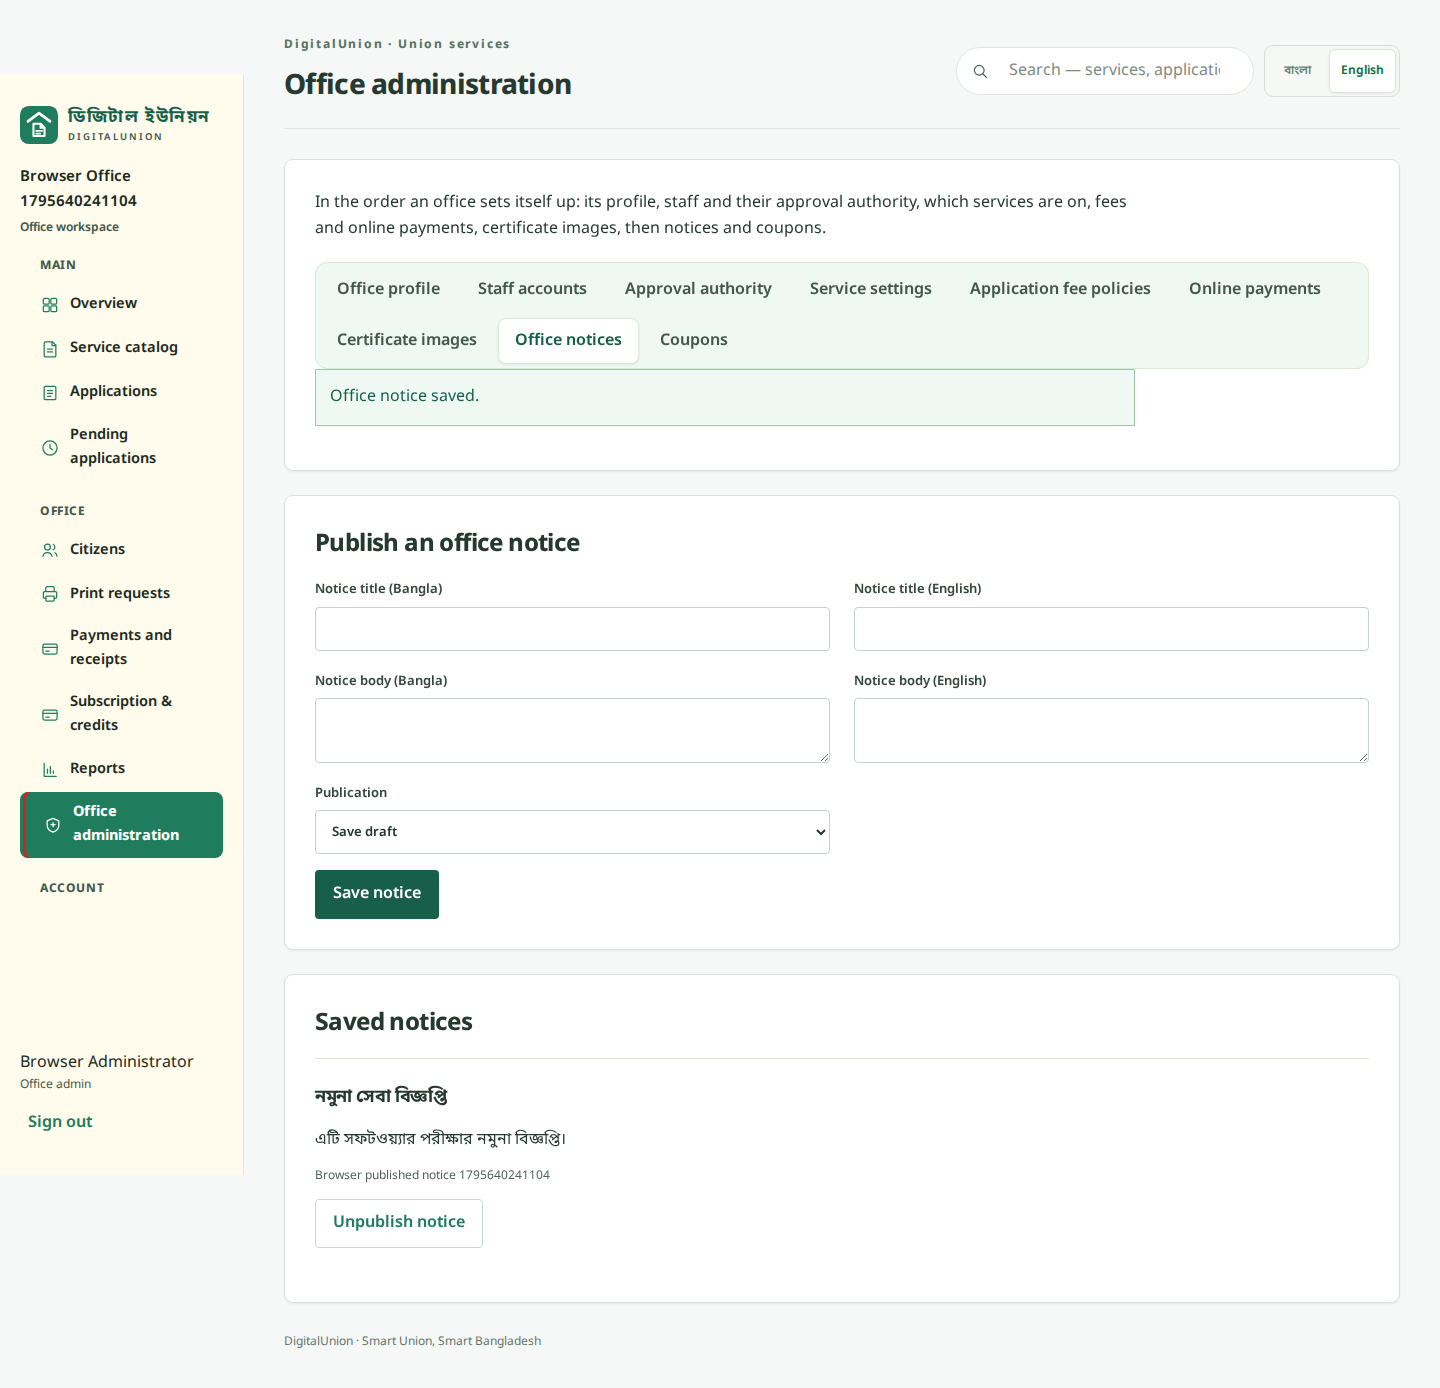 DigitalUnion · Union services
Office administration
Search — services, applicati
বাংলা
English
ডিজিটাল ইউনিয়ন
DIGITALUNION
Browser Office
1795640241104
Office workspace
MAIN
Overview
Service catalog
Applications
Pending
applications
OFFICE
Citizens
Print requests
Payments and
receipts
Subscription &
credits
Reports
Office
administration
ACCOUNT
Browser Administrator
Office admin
Sign out
In the order an office sets itself up: its profile, staff and their approval authority, which services are on, fees
and online payments, certificate images, then notices and coupons.
Office profile
Staff accounts
Approval authority
Service settings
Application fee policies
Online payments
Certificate images
Office notices
Coupons
Office notice saved.
Publish an office notice
Notice title (Bangla)
Notice title (English)
Notice body (Bangla)
Notice body (English)
Publication
Save draft
Save notice
Saved notices
নমুনা সেবা বিজ্ঞপ্তি
এটি সফটওয়্যার পরীক্ষার নমুনা বিজ্ঞপ্তি।
Browser published notice 1795640241104
Unpublish notice
DigitalUnion · Smart Union, Smart Bangladesh